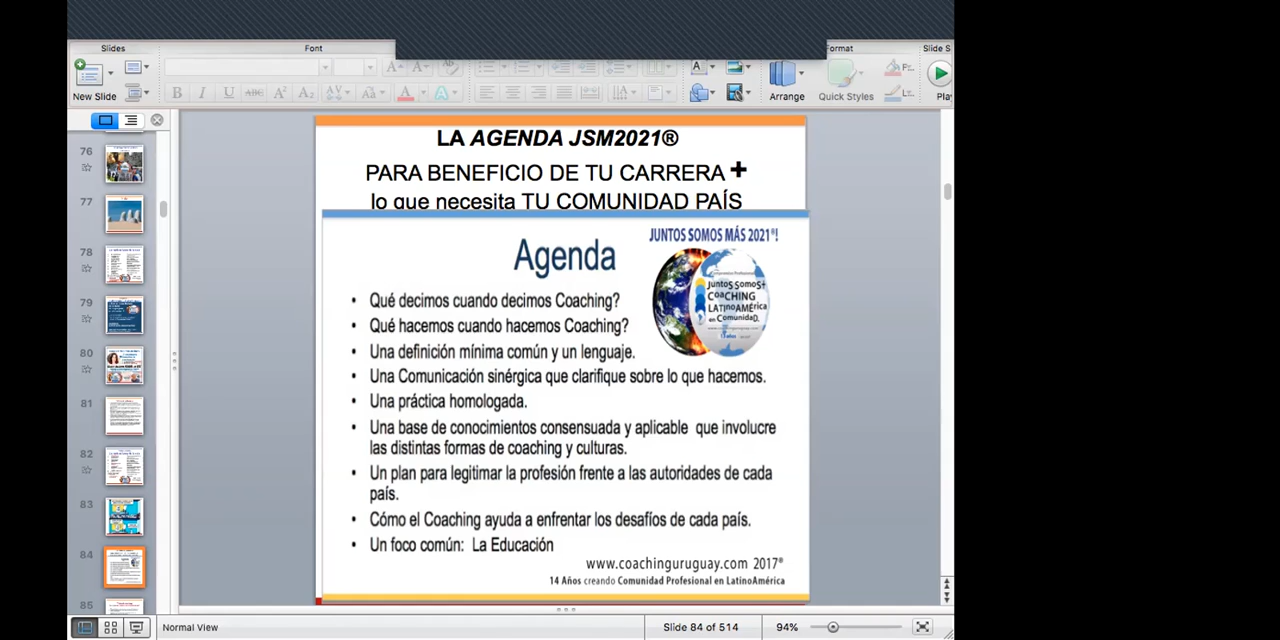 Slides
Font
Format
Slide S
New Slide
Arrange
Quick Styles
Play
76
77
78
79
80
81
82
83
84
85
LA AGENDA JSM2021®
PARA BENEFICIO DE TU CARRERA +
lo que necesita TU COMUNIDAD PAÍS
JUNTOS SOMOS MÁS 2021®!
Agenda
JuntoS SomoS+
CoaCHING
LATINOAMÉRICA
en ComunidaD.
• Qué decimos cuando decimos Coaching?
• Qué hacemos cuando hacemos Coaching?
• Una definición mínima común y un lenguaje.
• Una Comunicación sinérgica que clarifique sobre lo que hacemos.
• Una práctica homologada.
• Una base de conocimientos consensuada y aplicable que involucre
las distintas formas de coaching y culturas.
• Un plan para legitimar la profesión frente a las autoridades de cada
país.
• Cómo el Coaching ayuda a enfrentar los desafíos de cada país.
• Un foco común: La Educación
www.coachinguruguay.com 2017®
14 Años creando Comunidad Profesional en LatinoAmérica
Normal View
Slide 84 of 514
94%